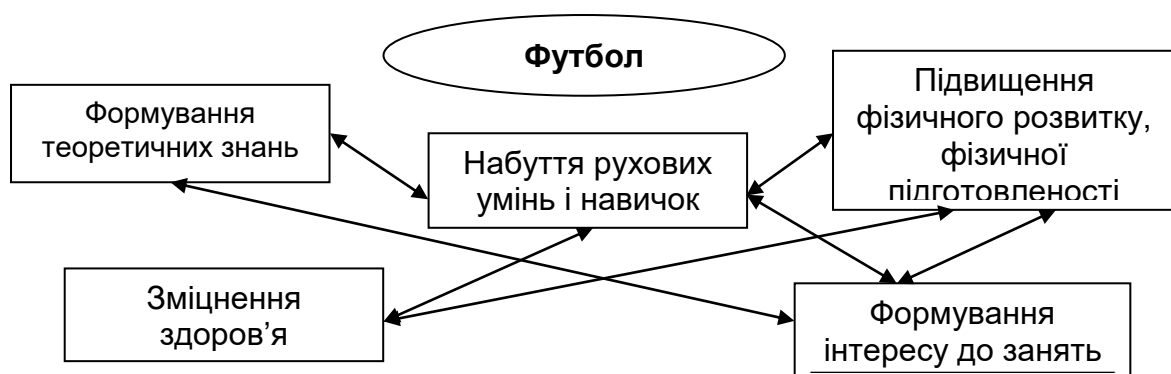 Футбол
Формування
теоретичних знань
Набуття рухових
умінь і навичок
Підвищення
фізичного розвитку,
фізичної
підготовленості
Зміцнення
здоров’я
Формування
інтересу до занять